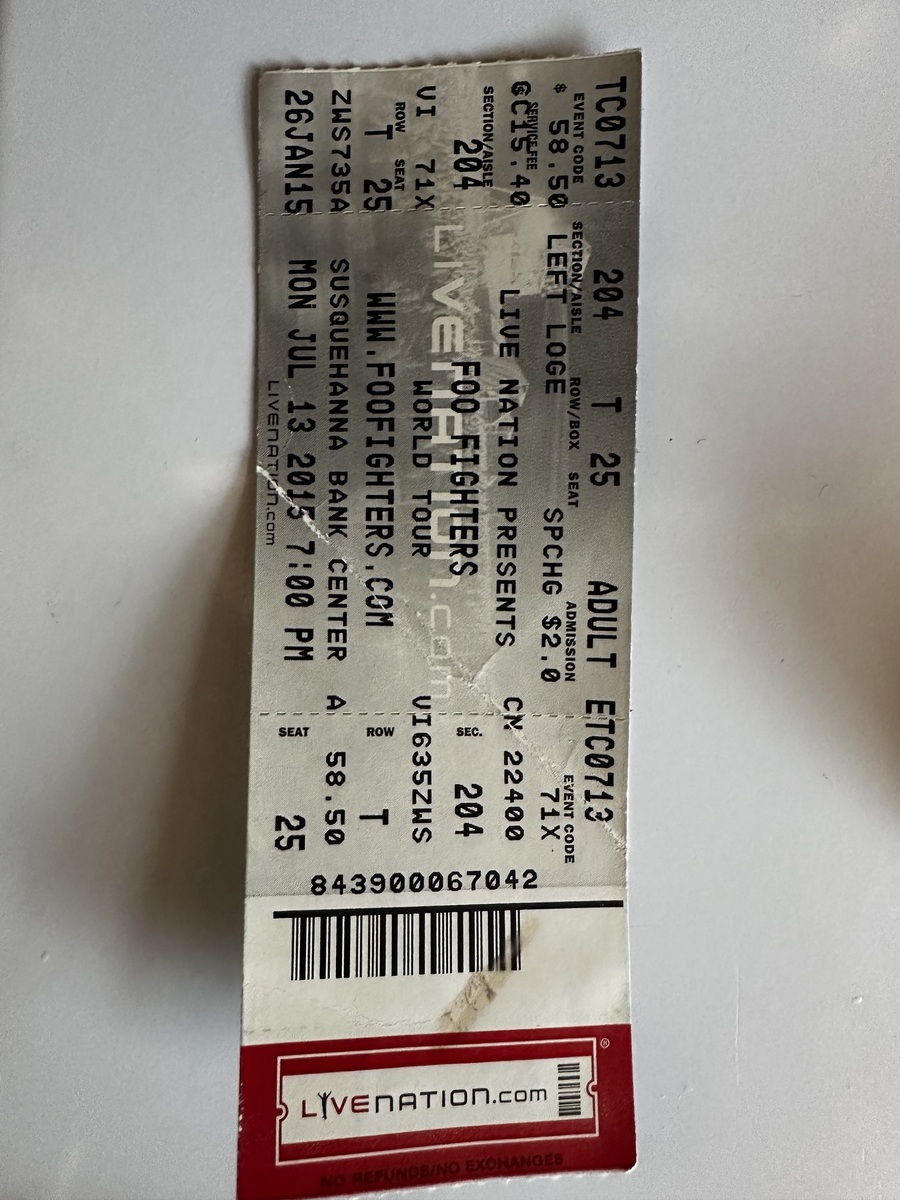 TC0713
EVENT CODE
$ 58.50
SERVICE FEE
15.40
SECTION/AISLE
204
VI 71X
ROW SEAT
T 25
ZWS735A
26JAN15
204 T 25 ADULT
SECTION/AISLE ROW/BOX SEAT ADMISSION
LEFT LOGE SPCHG $2.0
LIVE NATION PRESENTS
FOO FIGHTERS
WORLD TOUR
WWW.FOOFIGHTERS.COM
SUSQUEHANNA BANK CENTER
MON JUL 13 2015 7:00 PM
LIVENATION.com
LIVENATION.com
ETC0713
EVENT CODE
71X
CN 22400
SEC.
204
VI635ZWS
ROW
T
A 58.50
SEAT
25
843900067042
LIVENATION.com
®
NO REFUNDS/NO EXCHANGES